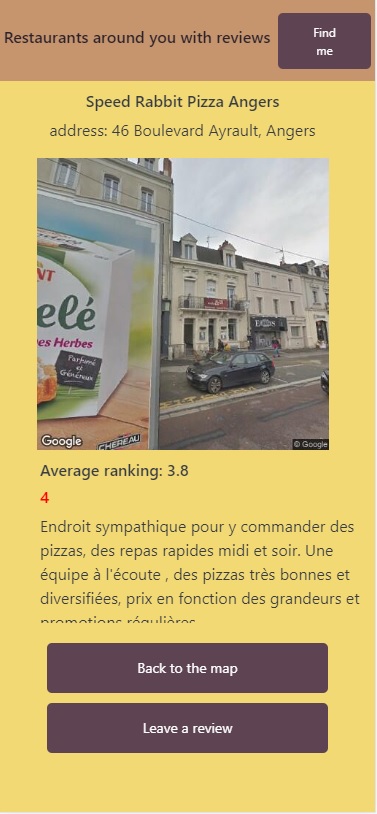 Restaurants around you with reviews
Find
me
Speed Rabbit Pizza Angers
address: 46 Boulevard Ayrault, Angers
elé
es Herbes
Parfumé
et
Généreux
Google
CHEREAU
© Google
Average ranking: 3.8
4
Endroit sympathique pour y commander des
pizzas, des repas rapides midi et soir. Une
équipe à l'écoute , des pizzas très bonnes et
diversifiées, prix en fonction des grandeurs et
promotions régulières
Back to the map
Leave a review